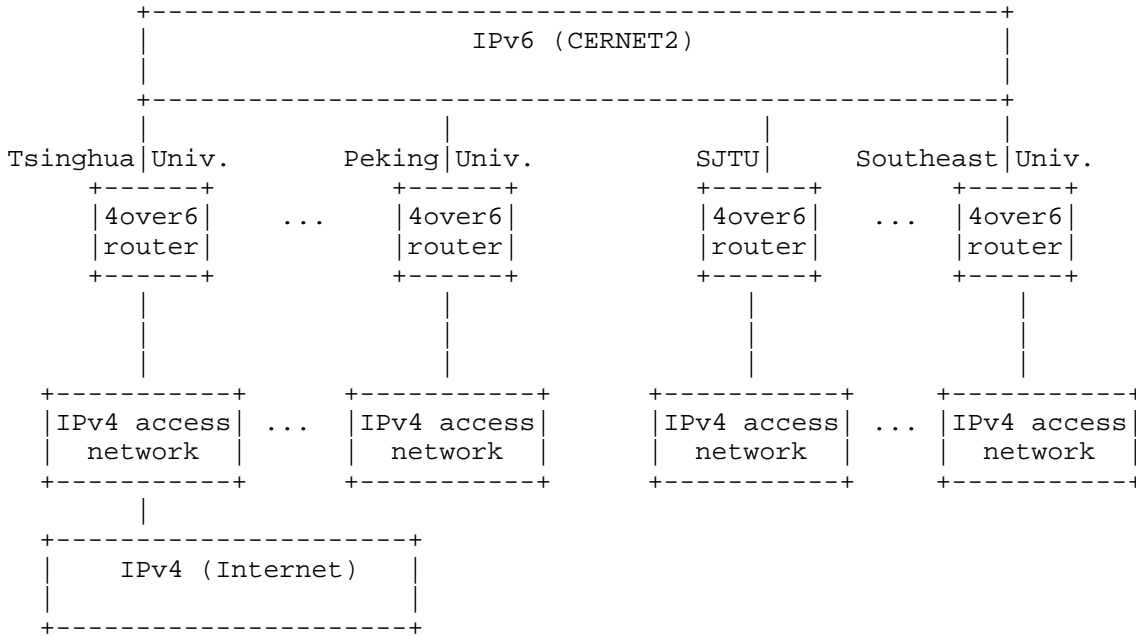 IPv6 (CERNET2)
Tsinghua|Univ. Peking|Univ. SJTU| Southeast|Univ.
|4over6| ... |4over6| |4over6| ... |4over6|
|router| |router| |router| |router|
|IPv4 access| ... |IPv4 access| |IPv4 access| ... |IPv4 access|
| network | | network | | network | | network |
| IPv4 (Internet) |